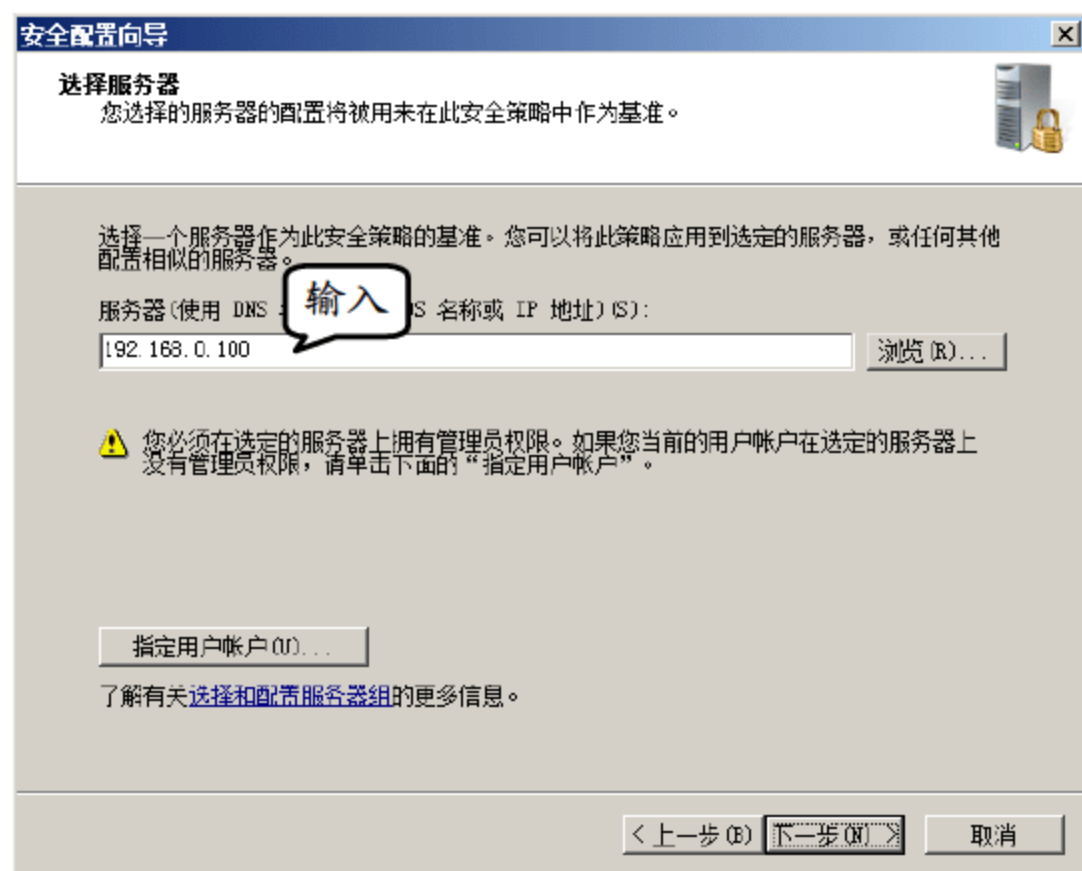 安全配置向导
选择服务器
您选择的服务器的配置将被用来在此安全策略中作为基准。
选择一个服务器作为此安全策略的基准。您可以将此策略应用到选定的服务器，或任何其他
配置相似的服务器。
输入
服务器(使用 DNS S 名称或 IP 地址)(S):
192.168.0.100
浏览(R)...
您必须在选定的服务器上拥有管理员权限。如果您当前的用户帐户在选定的服务器上
没有管理员权限，请单击下面的“指定用户帐户”。
指定用户帐户(U)...
了解有关选择和配置服务器组的更多信息。
< 上一步(B)
下一步(N) >
取消